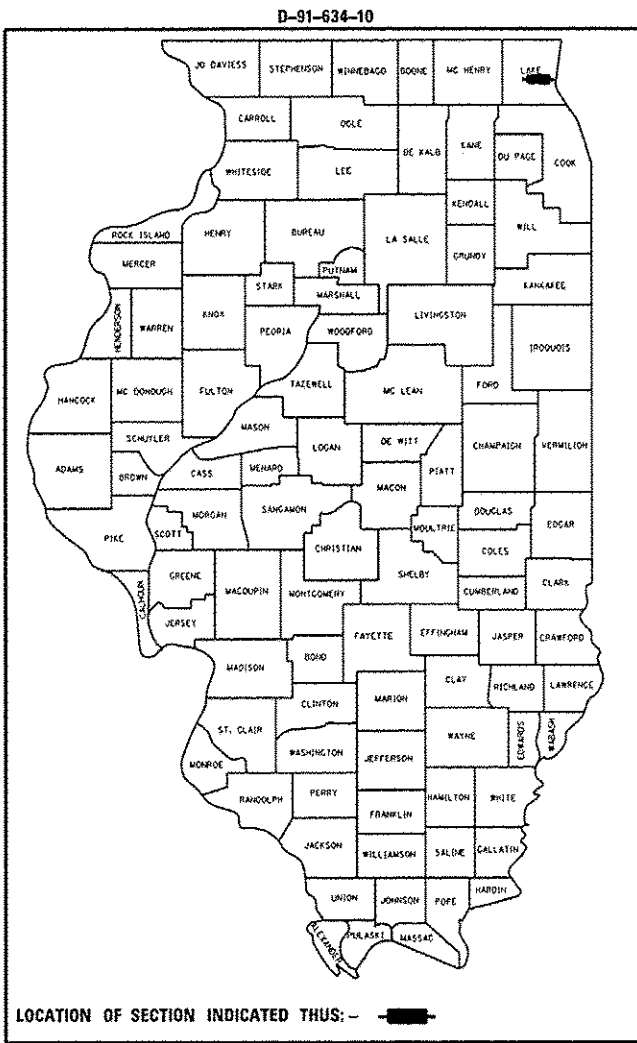 D-91-634-10
JO DAVIESS STEPHENSON WINNEBAGO BOONE MC HENRY LAKE
CARROLL OGLE
DE KALB KANE DU PAGE COOK
WHITESIDE LEE
KENDALL WILL
ROCK ISLAND HENRY BUREAU LA SALLE GRUNDY
MERCER PUTNAM KANKAKEE
STARK MARSHALL
HENDERSON WARREN KNOX PEORIA WOODFORD LIVINGSTON IROQUOIS
HANCOCK MC DONOUGH FULTON TAZEWELL MC LEAN FORD
MASON
SCHUYLER LOGAN DE WITT CHAMPAIGN VERMILION
ADAMS BROWN CASS MENARD PIATT
MACON
MORGAN SANGAMON DOUGLAS
PIKE SCOTT CHRISTIAN MOULTRIE COLES EDGAR
GREENE SHELBY
CALHOUN MACOUPIN MONTGOMERY CUMBERLAND CLARK
JERSEY
FAYETTE EFFINGHAM JASPER CRAWFORD
MADISON BOND
CLAY RICHLAND LAWRENCE
CLINTON MARION
ST. CLAIR WAYNE EDWARDS WABASH
WASHINGTON JEFFERSON
MONROE
RANDOLPH PERRY HAMILTON WHITE
FRANKLIN
JACKSON WILLIAMSON SALINE GALLATIN
UNION JOHNSON POPE HARDIN
ALEXANDER PULASKI MASSAC
LOCATION OF SECTION INDICATED THUS: -